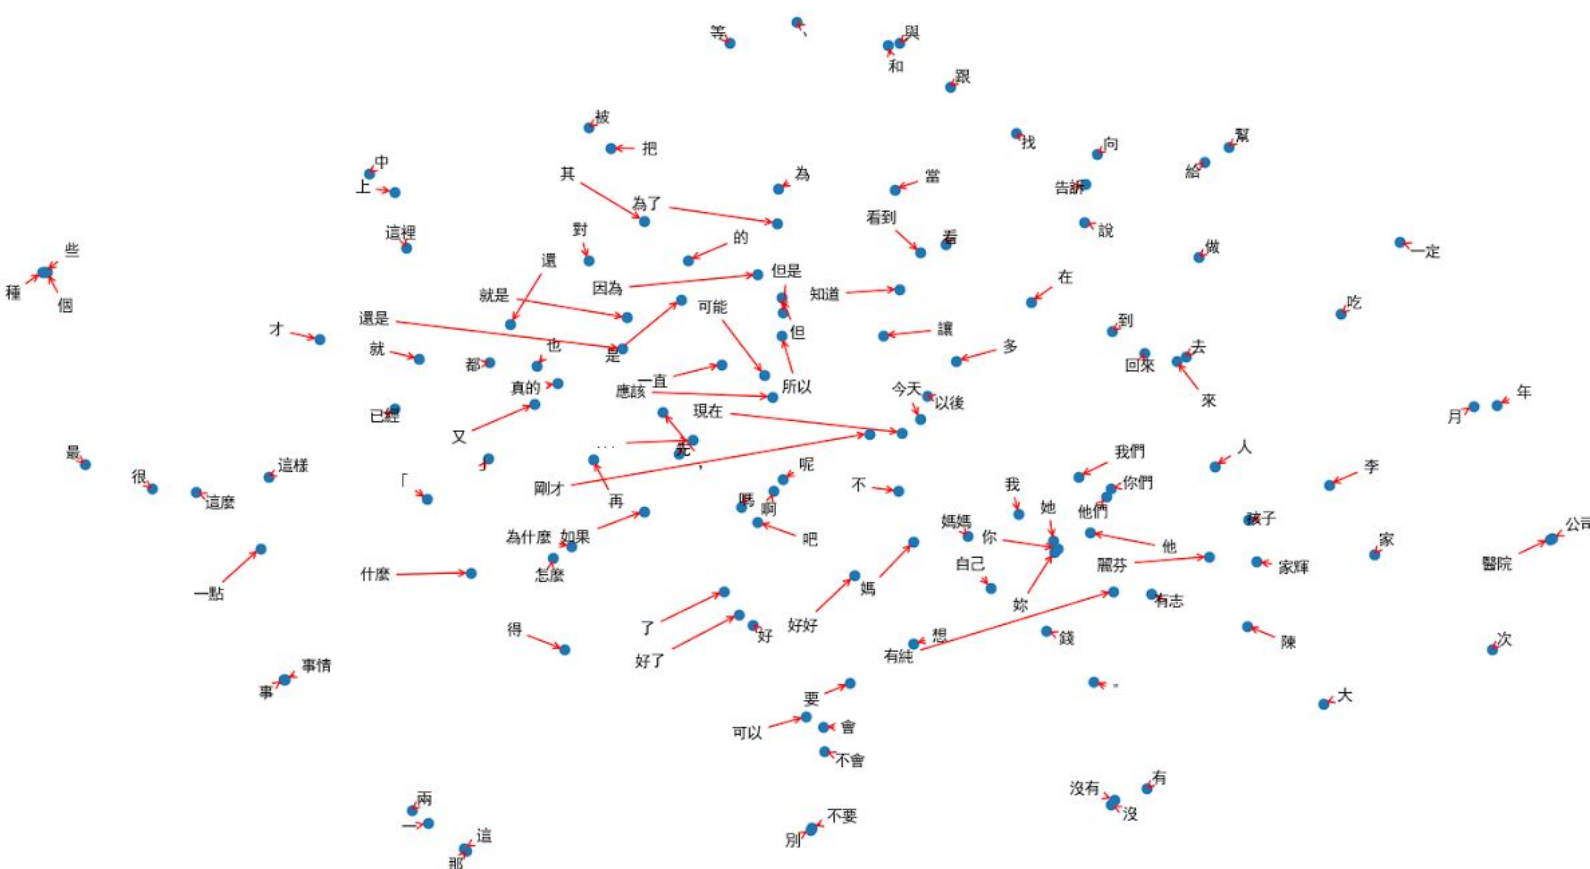 等
、
與
和
跟
被
把
找
向
幫
給
中
上
其
為
當
告訴
為了
看到
說
這裡
對
的
看
做
一定
些
種
個
還
因為
但是
知道
在
就是
可能
吃
還是
才
但
讓
到
就
也
是
多
都
回來
去
真的
一直
應該
所以
今天
以後
來
已經
現在
月
年
又
最
很
這麼
這樣
...
先
,
我們
人
李
「
」
剛才
再
呢
嗎
啊
不
我
她
你們
他們
孩子
公司
為什麼
如果
吧
媽媽
你
他
家
怎麼
什麼
自己
麗芬
家輝
醫院
一點
媽
妳
有志
得
了
好了
好
好好
想
有純
錢
陳
次
事情
事
要
"
大
可以
會
不會
兩
一
沒有
有
沒
這
那
不要
別